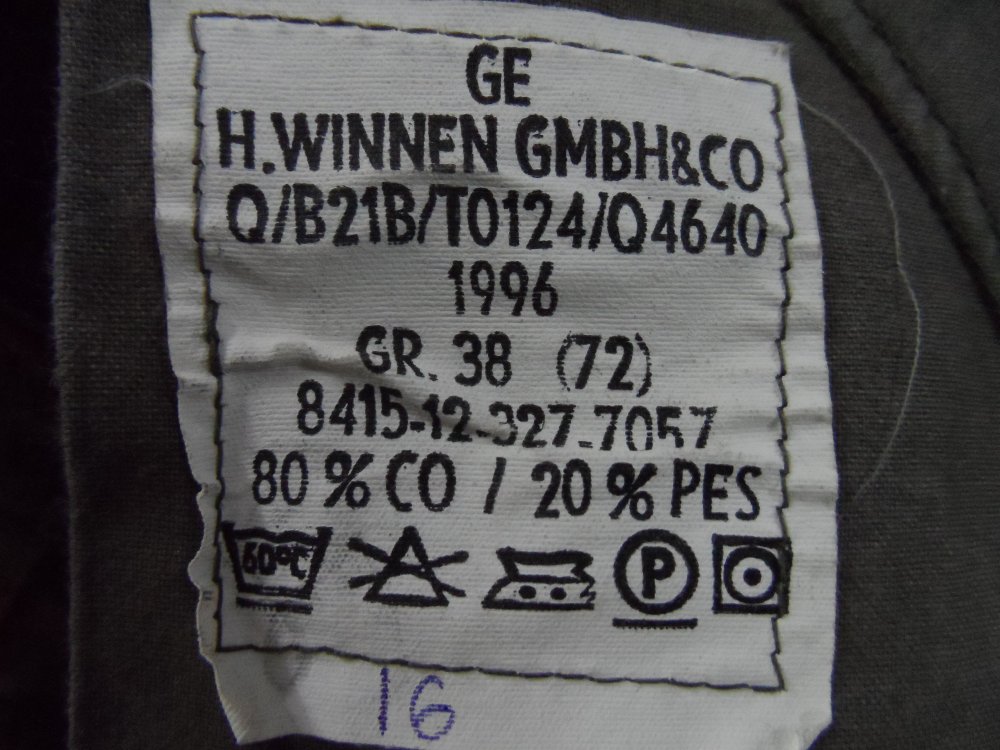 GE
H.WINNEN GMBH&CO
Q/B21B/T0124/Q4640
1996
GR. 38 (72)
8415-12-327-7057
80 % CO / 20 % PES
60°C P
16